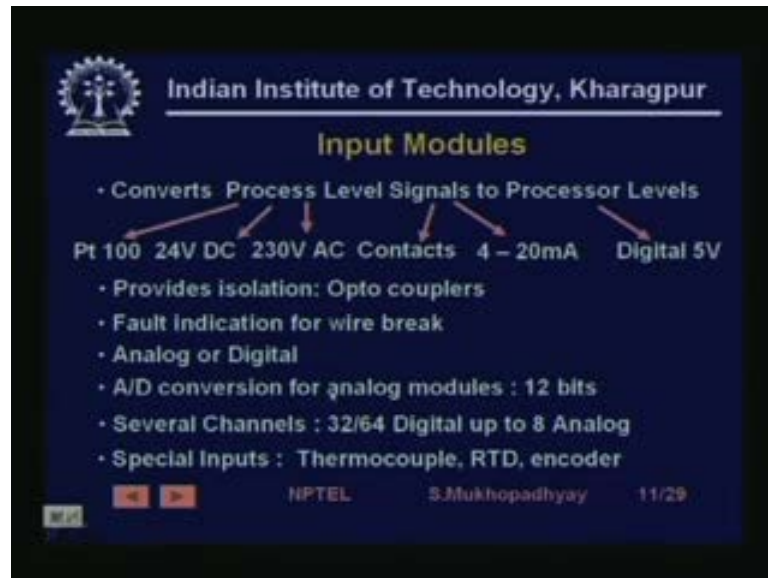 Indian Institute of Technology, Kharagpur
Input Modules
• Converts Process Level Signals to Processor Levels
Pt 100 24V DC 230V AC Contacts 4 – 20mA Digital 5V
• Provides isolation: Opto couplers
• Fault indication for wire break
• Analog or Digital
• A/D conversion for analog modules : 12 bits
• Several Channels : 32/64 Digital up to 8 Analog
• Special Inputs : Thermocouple, RTD, encoder
NPTEL S.Mukhopadhyay 11/29